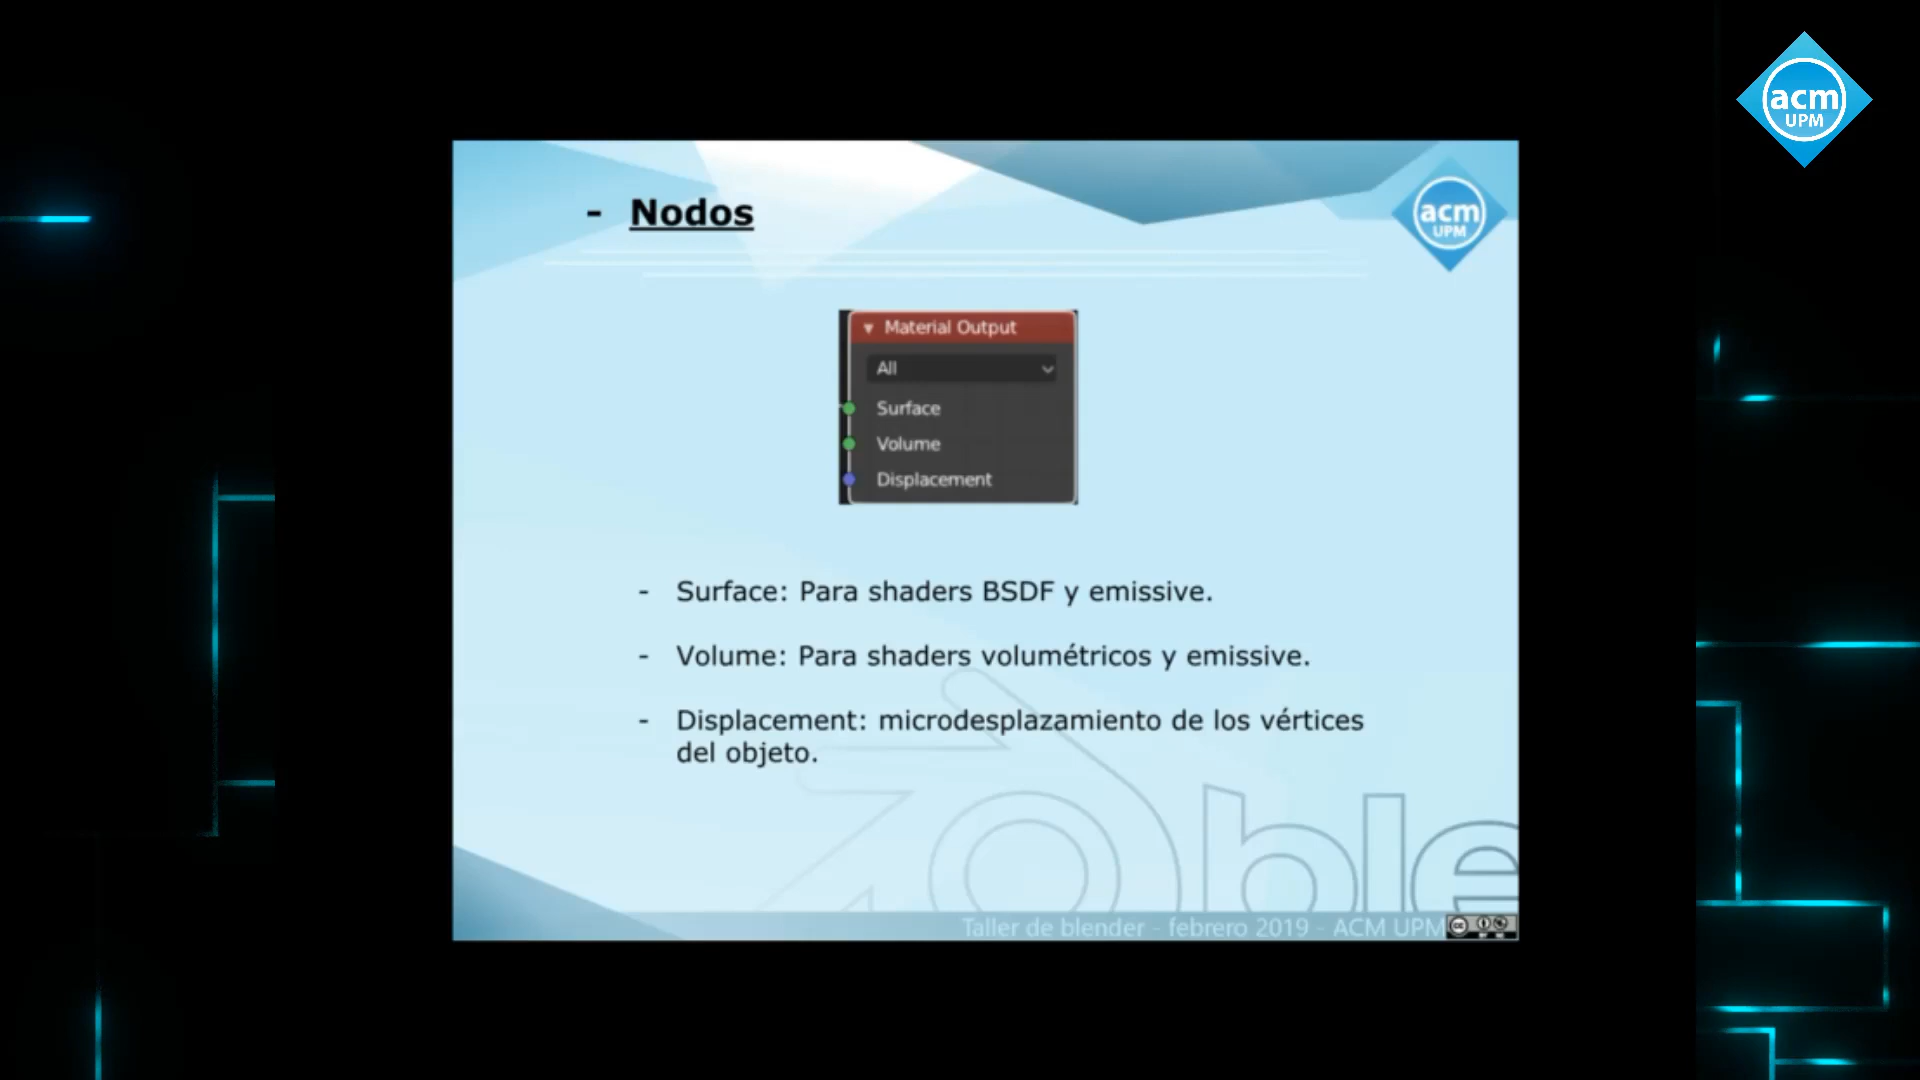 acm
UPM
- Nodos
acm
UPM
Material Output
All
Surface
Volume
Displacement
- Surface: Para shaders BSDF y emissive.
- Volume: Para shaders volumétricos y emissive.
- Displacement: microdesplazamiento de los vértices
del objeto.
ble
Taller de blender - febrero 2019 - ACM UPM
cc